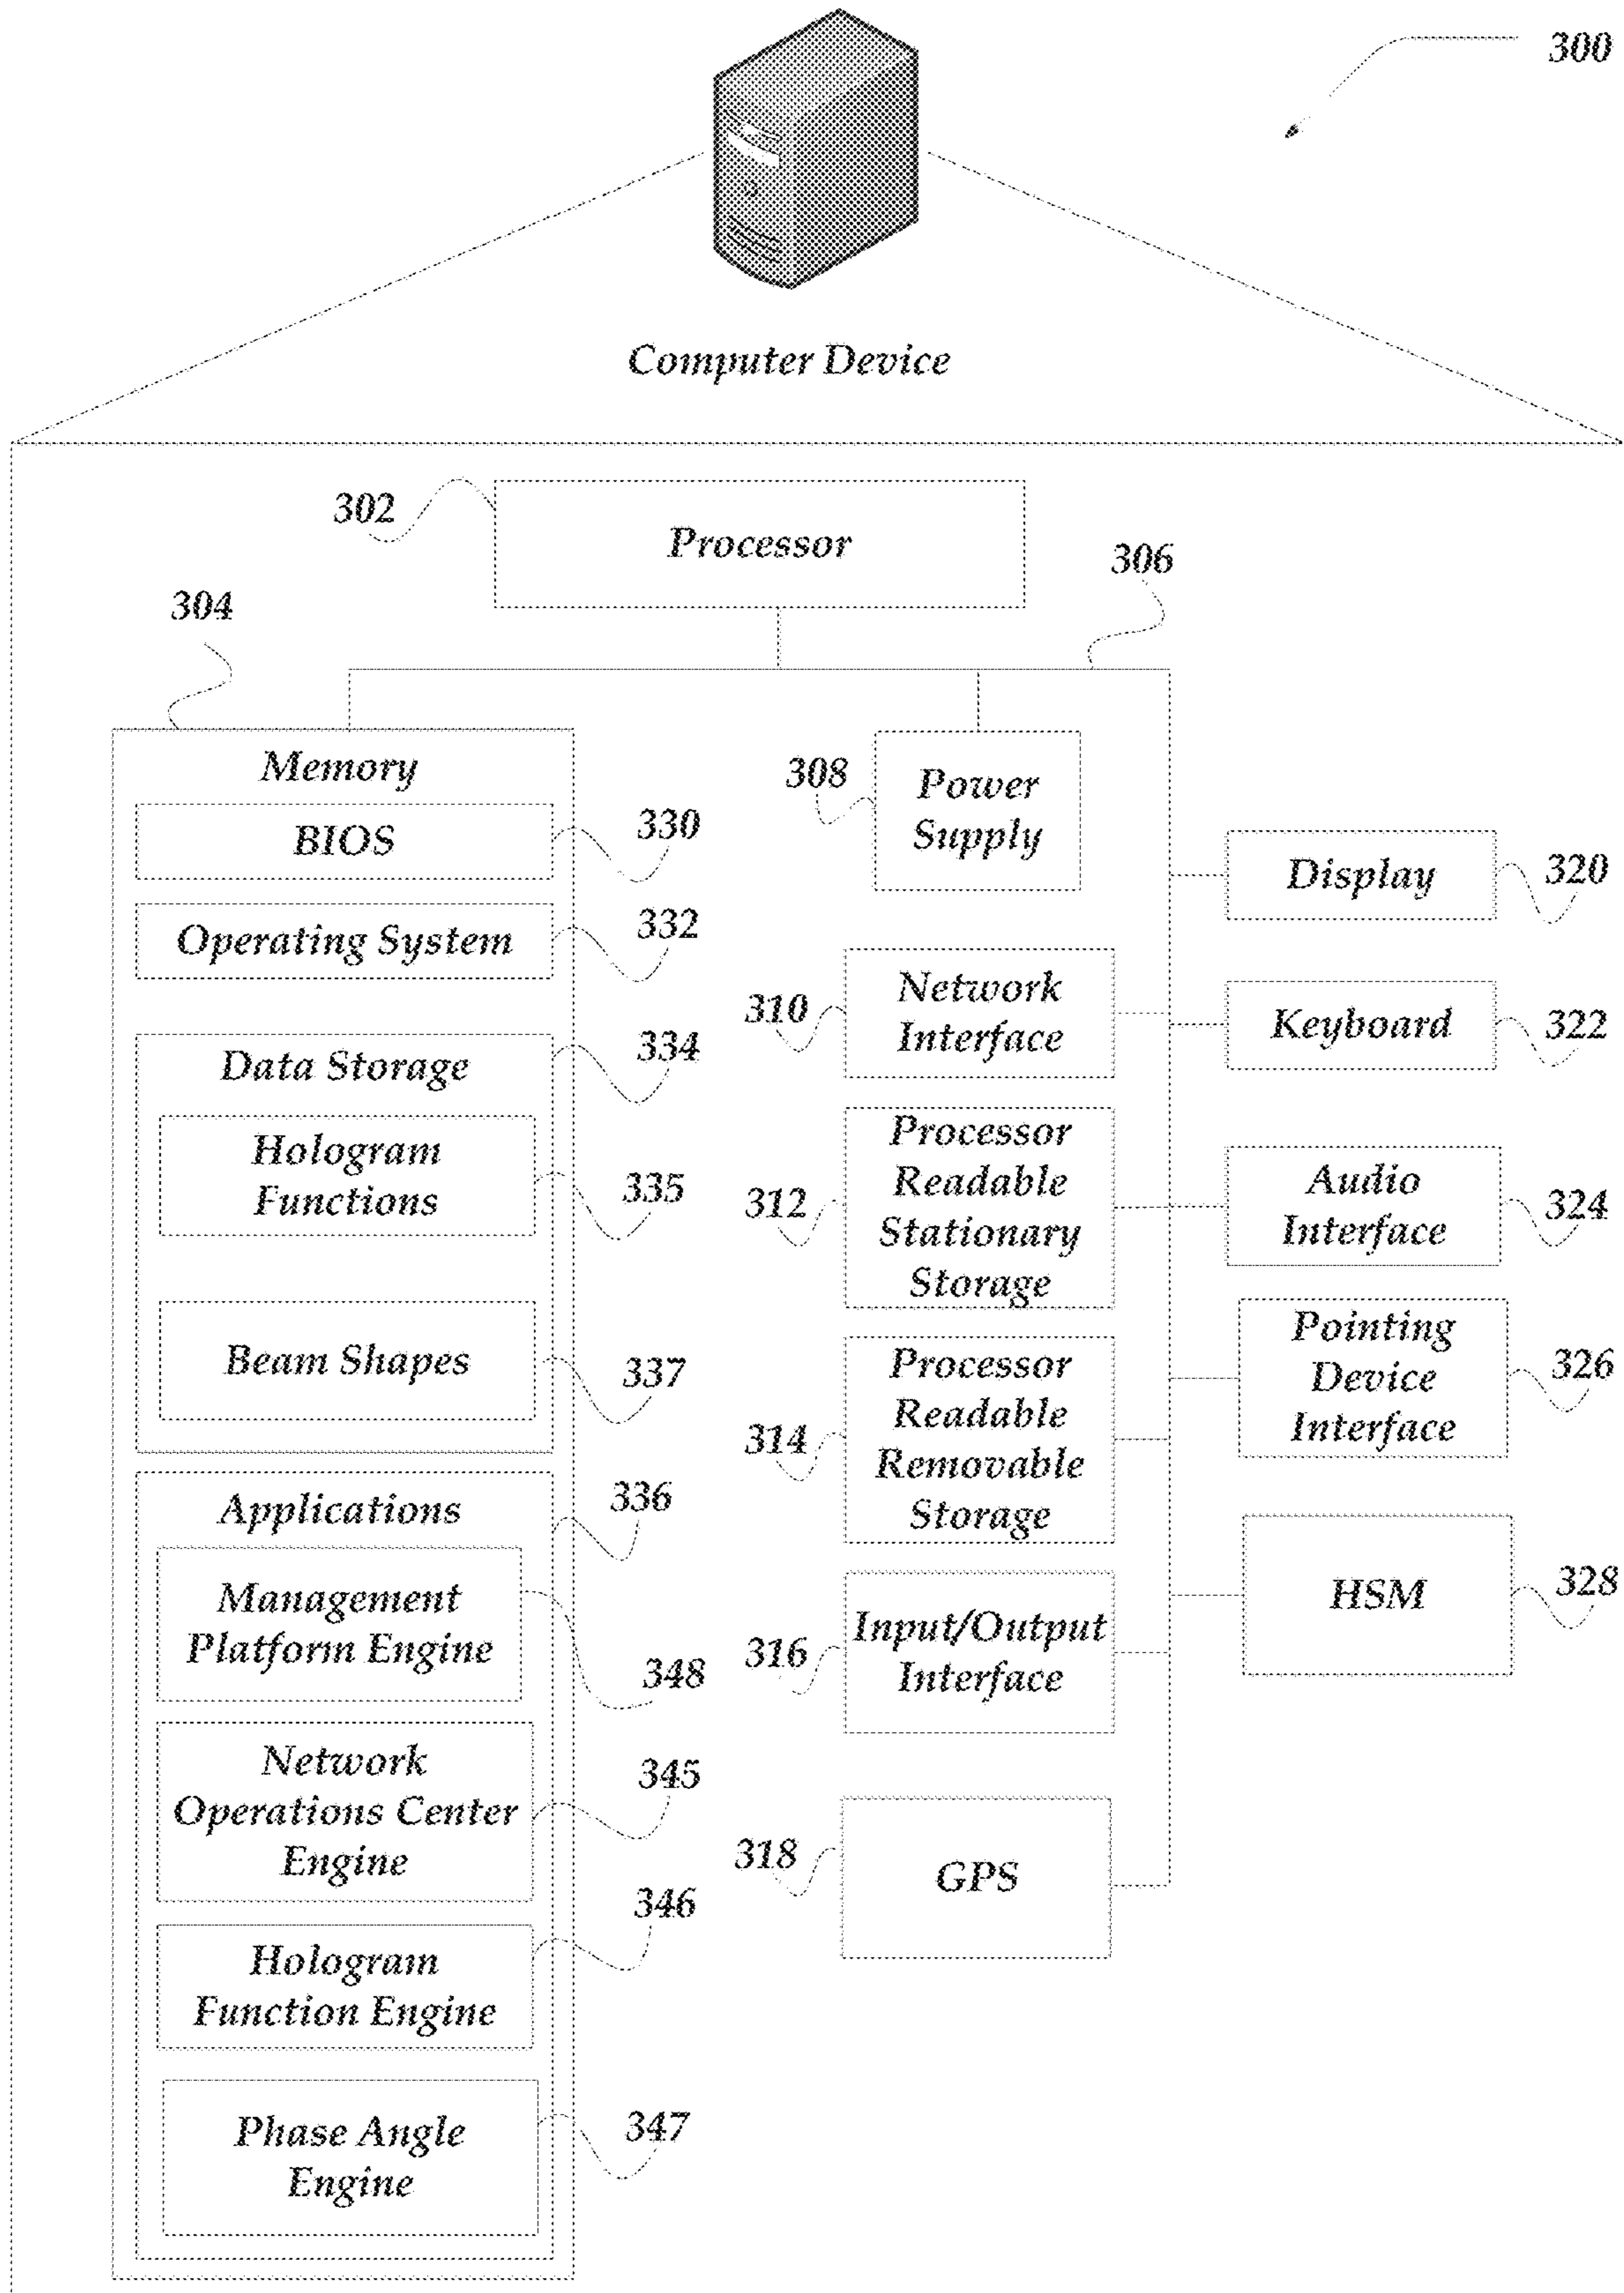 300
Computer Device
302
Processor
306
304
Memory
BIOS
330
Operating System
332
Data Storage
334
Hologram
Functions
335
Beam Shapes
337
Applications
336
Management
Platform Engine
348
Network
Operations Center
Engine
345
Hologram
Function Engine
346
Phase Angle
Engine
347
308
Power
Supply
310
Network
Interface
312
Processor
Readable
Stationary
Storage
314
Processor
Readable
Removable
Storage
316
Input/Output
Interface
318
GPS
Display
320
Keyboard
322
Audio
Interface
324
Pointing
Device
Interface
326
HSM
328